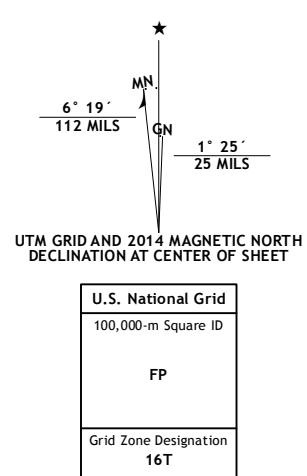 ★
MN.
6° 19´
112 MILS
GN
1° 25´
25 MILS
UTM GRID AND 2014 MAGNETIC NORTH
DECLINATION AT CENTER OF SHEET
U.S. National Grid
100,000-m Square ID
FP
Grid Zone Designation
16T